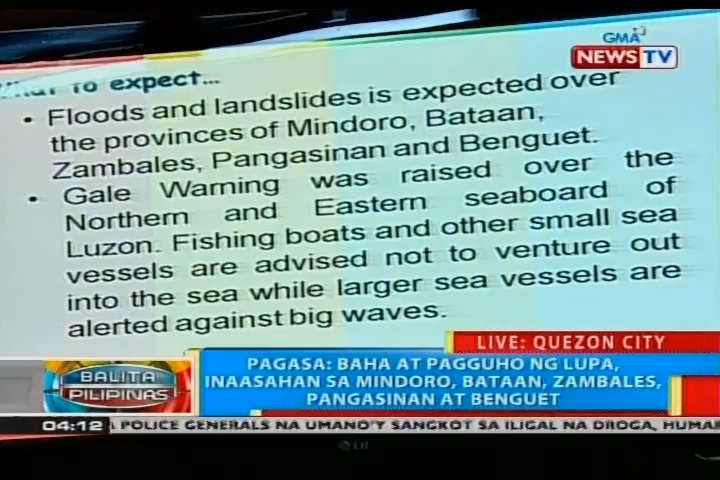 GMA
NEWS TV
What to expect...
• Floods and landslides is expected over
the provinces of Mindoro, Bataan,
Zambales, Pangasinan and Benguet.
• Gale Warning was raised over the
Northern and Eastern seaboard of
Luzon. Fishing boats and other small sea
vessels are advised not to venture out
into the sea while larger sea vessels are
alerted against big waves.
LIVE: QUEZON CITY
BALITA
PILIPINAS
PAGASA: BAHA AT PAGGUHO NG LUPA,
INAASAHAN SA MINDORO, BATAAN, ZAMBALES,
PANGASINAN AT BENGUET
04:12 POLICE GENERALS NA UMANO'Y SANGKOT SA ILIGAL NA DROGA, HUMA
LG